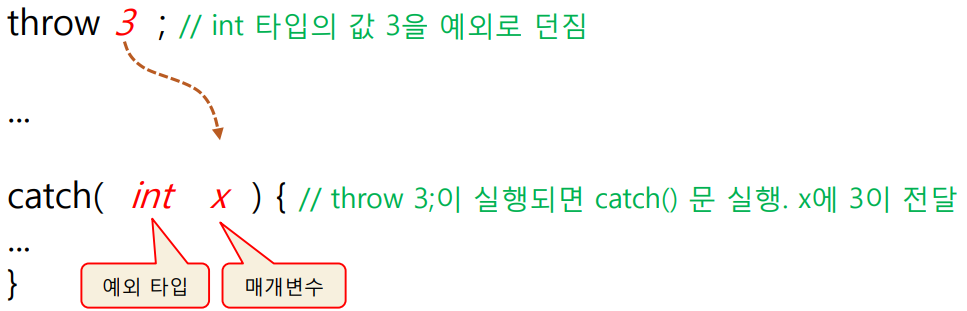 throw 3 ; // int 타입의 값 3을 예외로 던짐
...
catch( int x ) { // throw 3;이 실행되면 catch() 문 실행. x에 3이 전달
...
}
예외 타입 매개변수